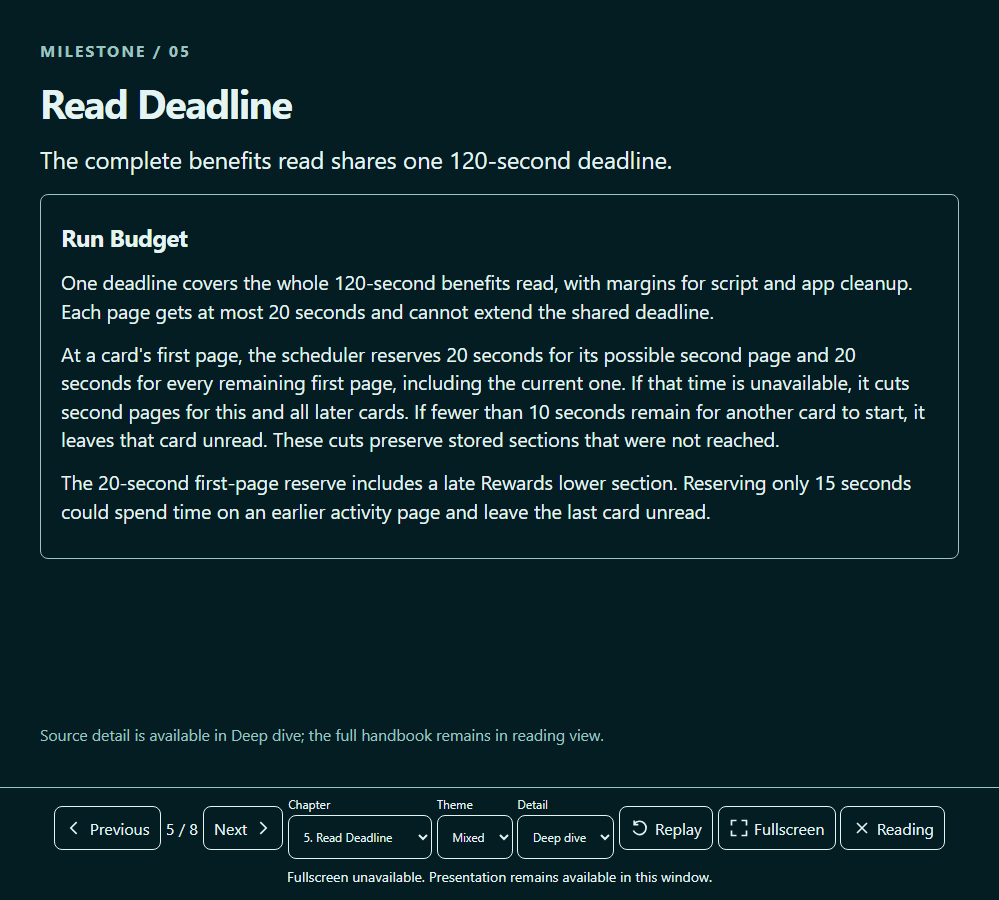 MILESTONE / 05
Read Deadline
The complete benefits read shares one 120-second deadline.
Run Budget
One deadline covers the whole 120-second benefits read, with margins for script and app cleanup.
Each page gets at most 20 seconds and cannot extend the shared deadline.
At a card's first page, the scheduler reserves 20 seconds for its possible second page and 20
seconds for every remaining first page, including the current one. If that time is unavailable, it cuts
second pages for this and all later cards. If fewer than 10 seconds remain for another card to start, it
leaves that card unread. These cuts preserve stored sections that were not reached.
The 20-second first-page reserve includes a late Rewards lower section. Reserving only 15 seconds
could spend time on an earlier activity page and leave the last card unread.
Source detail is available in Deep dive; the full handbook remains in reading view.
Chapter Theme Detail
Previous 5 / 8 Next 5. Read Deadline Mixed Deep dive Replay Fullscreen Reading
Fullscreen unavailable. Presentation remains available in this window.